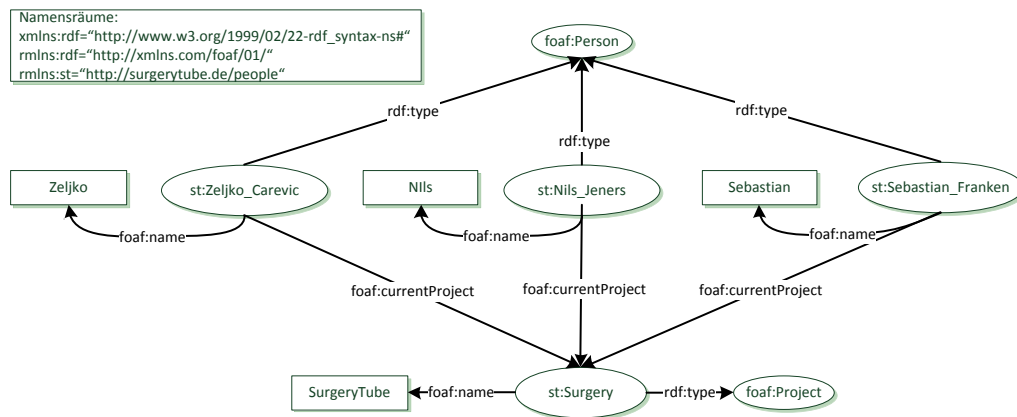 Namensräume:
xmlns:rdf=“http://www.w3.org/1999/02/22-rdf_syntax-ns#“
rmlns:rdf=“http://xmlns.com/foaf/01/“
rmlns:st=“http://surgerytube.de/people“
foaf:Person
rdf:type
rdf:type
rdf:type
Zeljko
st:Zeljko_Carevic
NIls
st:Nils_Jeners
Sebastian
st:Sebastian_Franken
foaf:name
foaf:name
foaf:name
foaf:currentProject
foaf:currentProject
foaf:currentProject
SurgeryTube
foaf:name
st:Surgery
rdf:type
foaf:Project